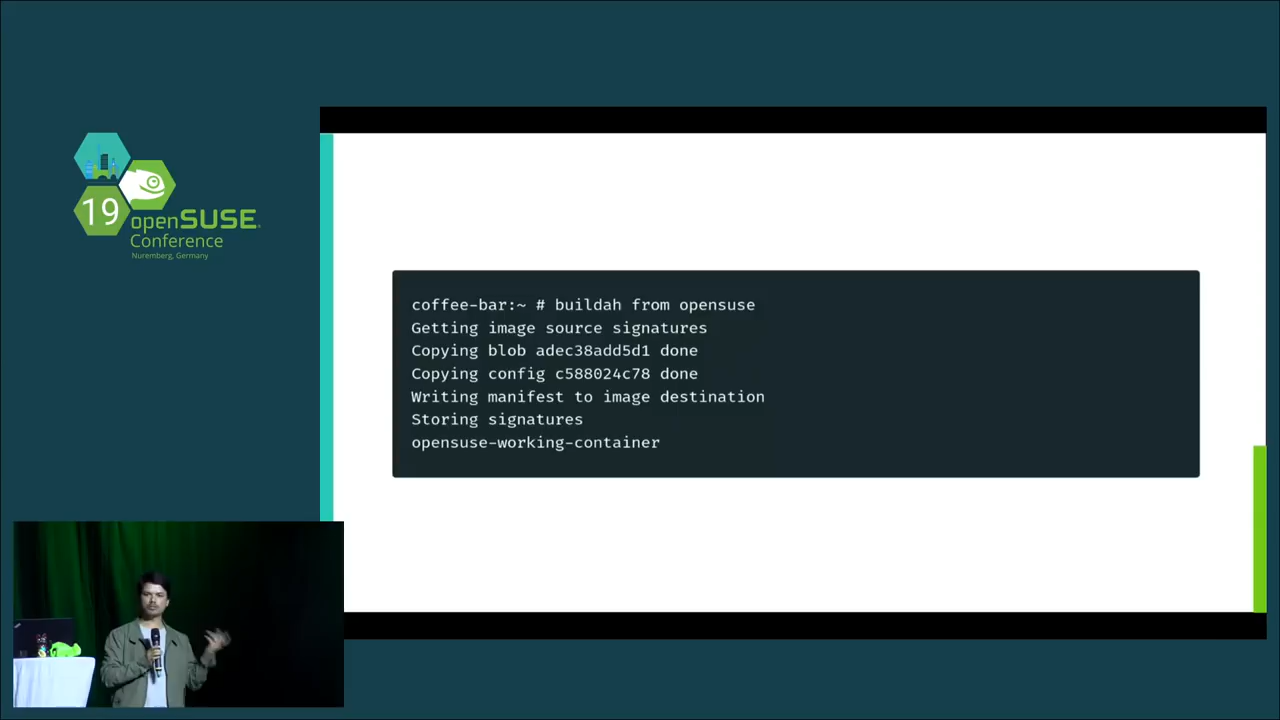 19
openSUSE
Conference
Nuremberg, Germany
coffee-bar:~ # buildah from opensuse
Getting image source signatures
Copying blob adec38add5d1 done
Copying config c588024c78 done
Writing manifest to image destination
Storing signatures
opensuse-working-container